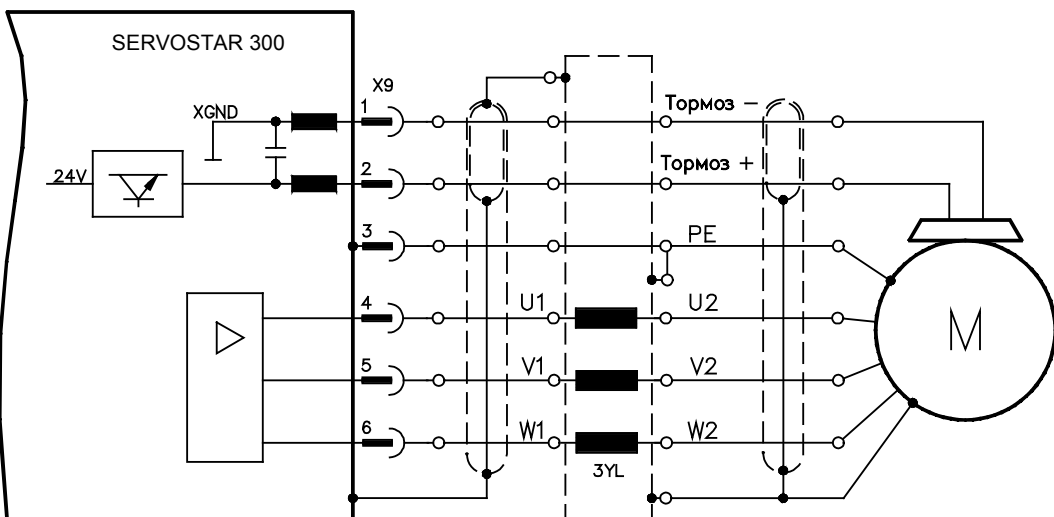 SERVOSTAR 300
X9
XGND
1
Тормоз -
24V
2
Тормоз +
3
PE
4
U1
U2
M
5
V1
V2
6
W1
W2
3YL